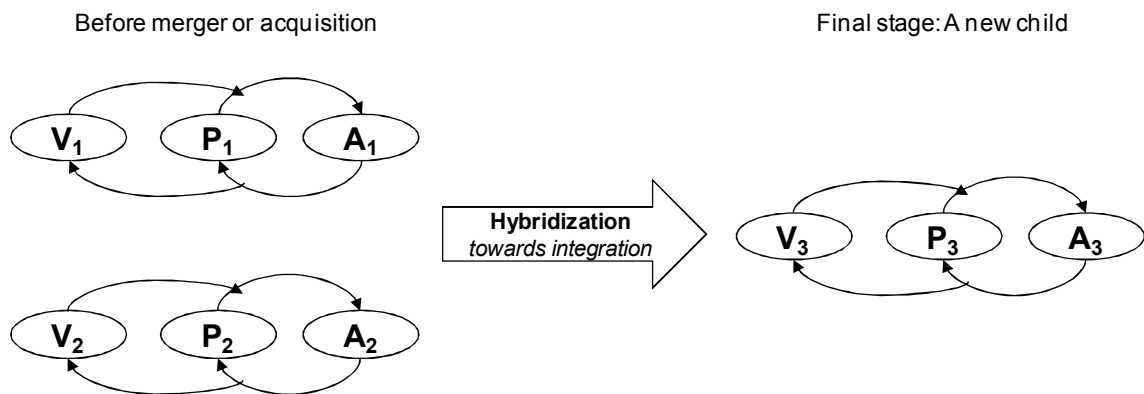 Before merger or acquisition
Final stage: A new child
V₁ P₁ A₁
Hybridization
towards integration
V₃ P₃ A₃
V₂ P₂ A₂